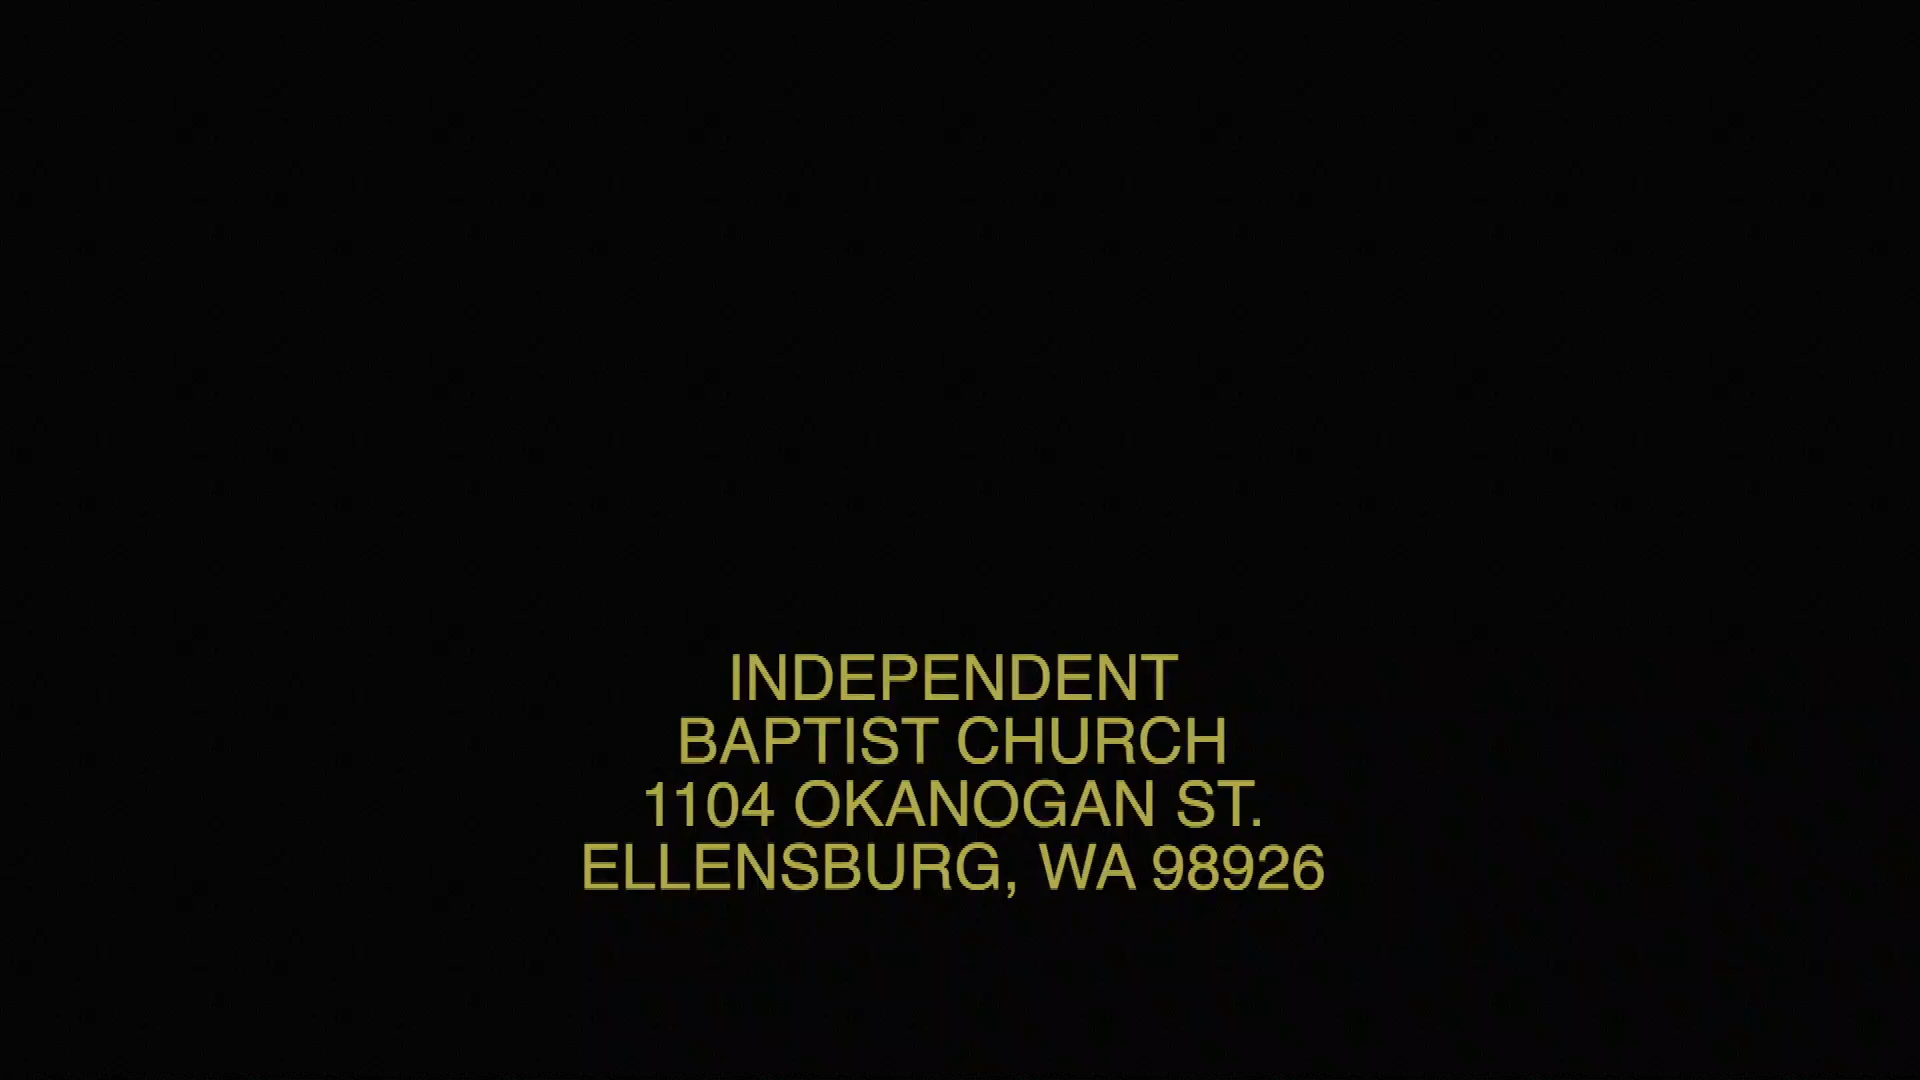 INDEPENDENT
BAPTIST CHURCH
1104 OKANOGAN ST.
ELLENSBURG, WA 98926